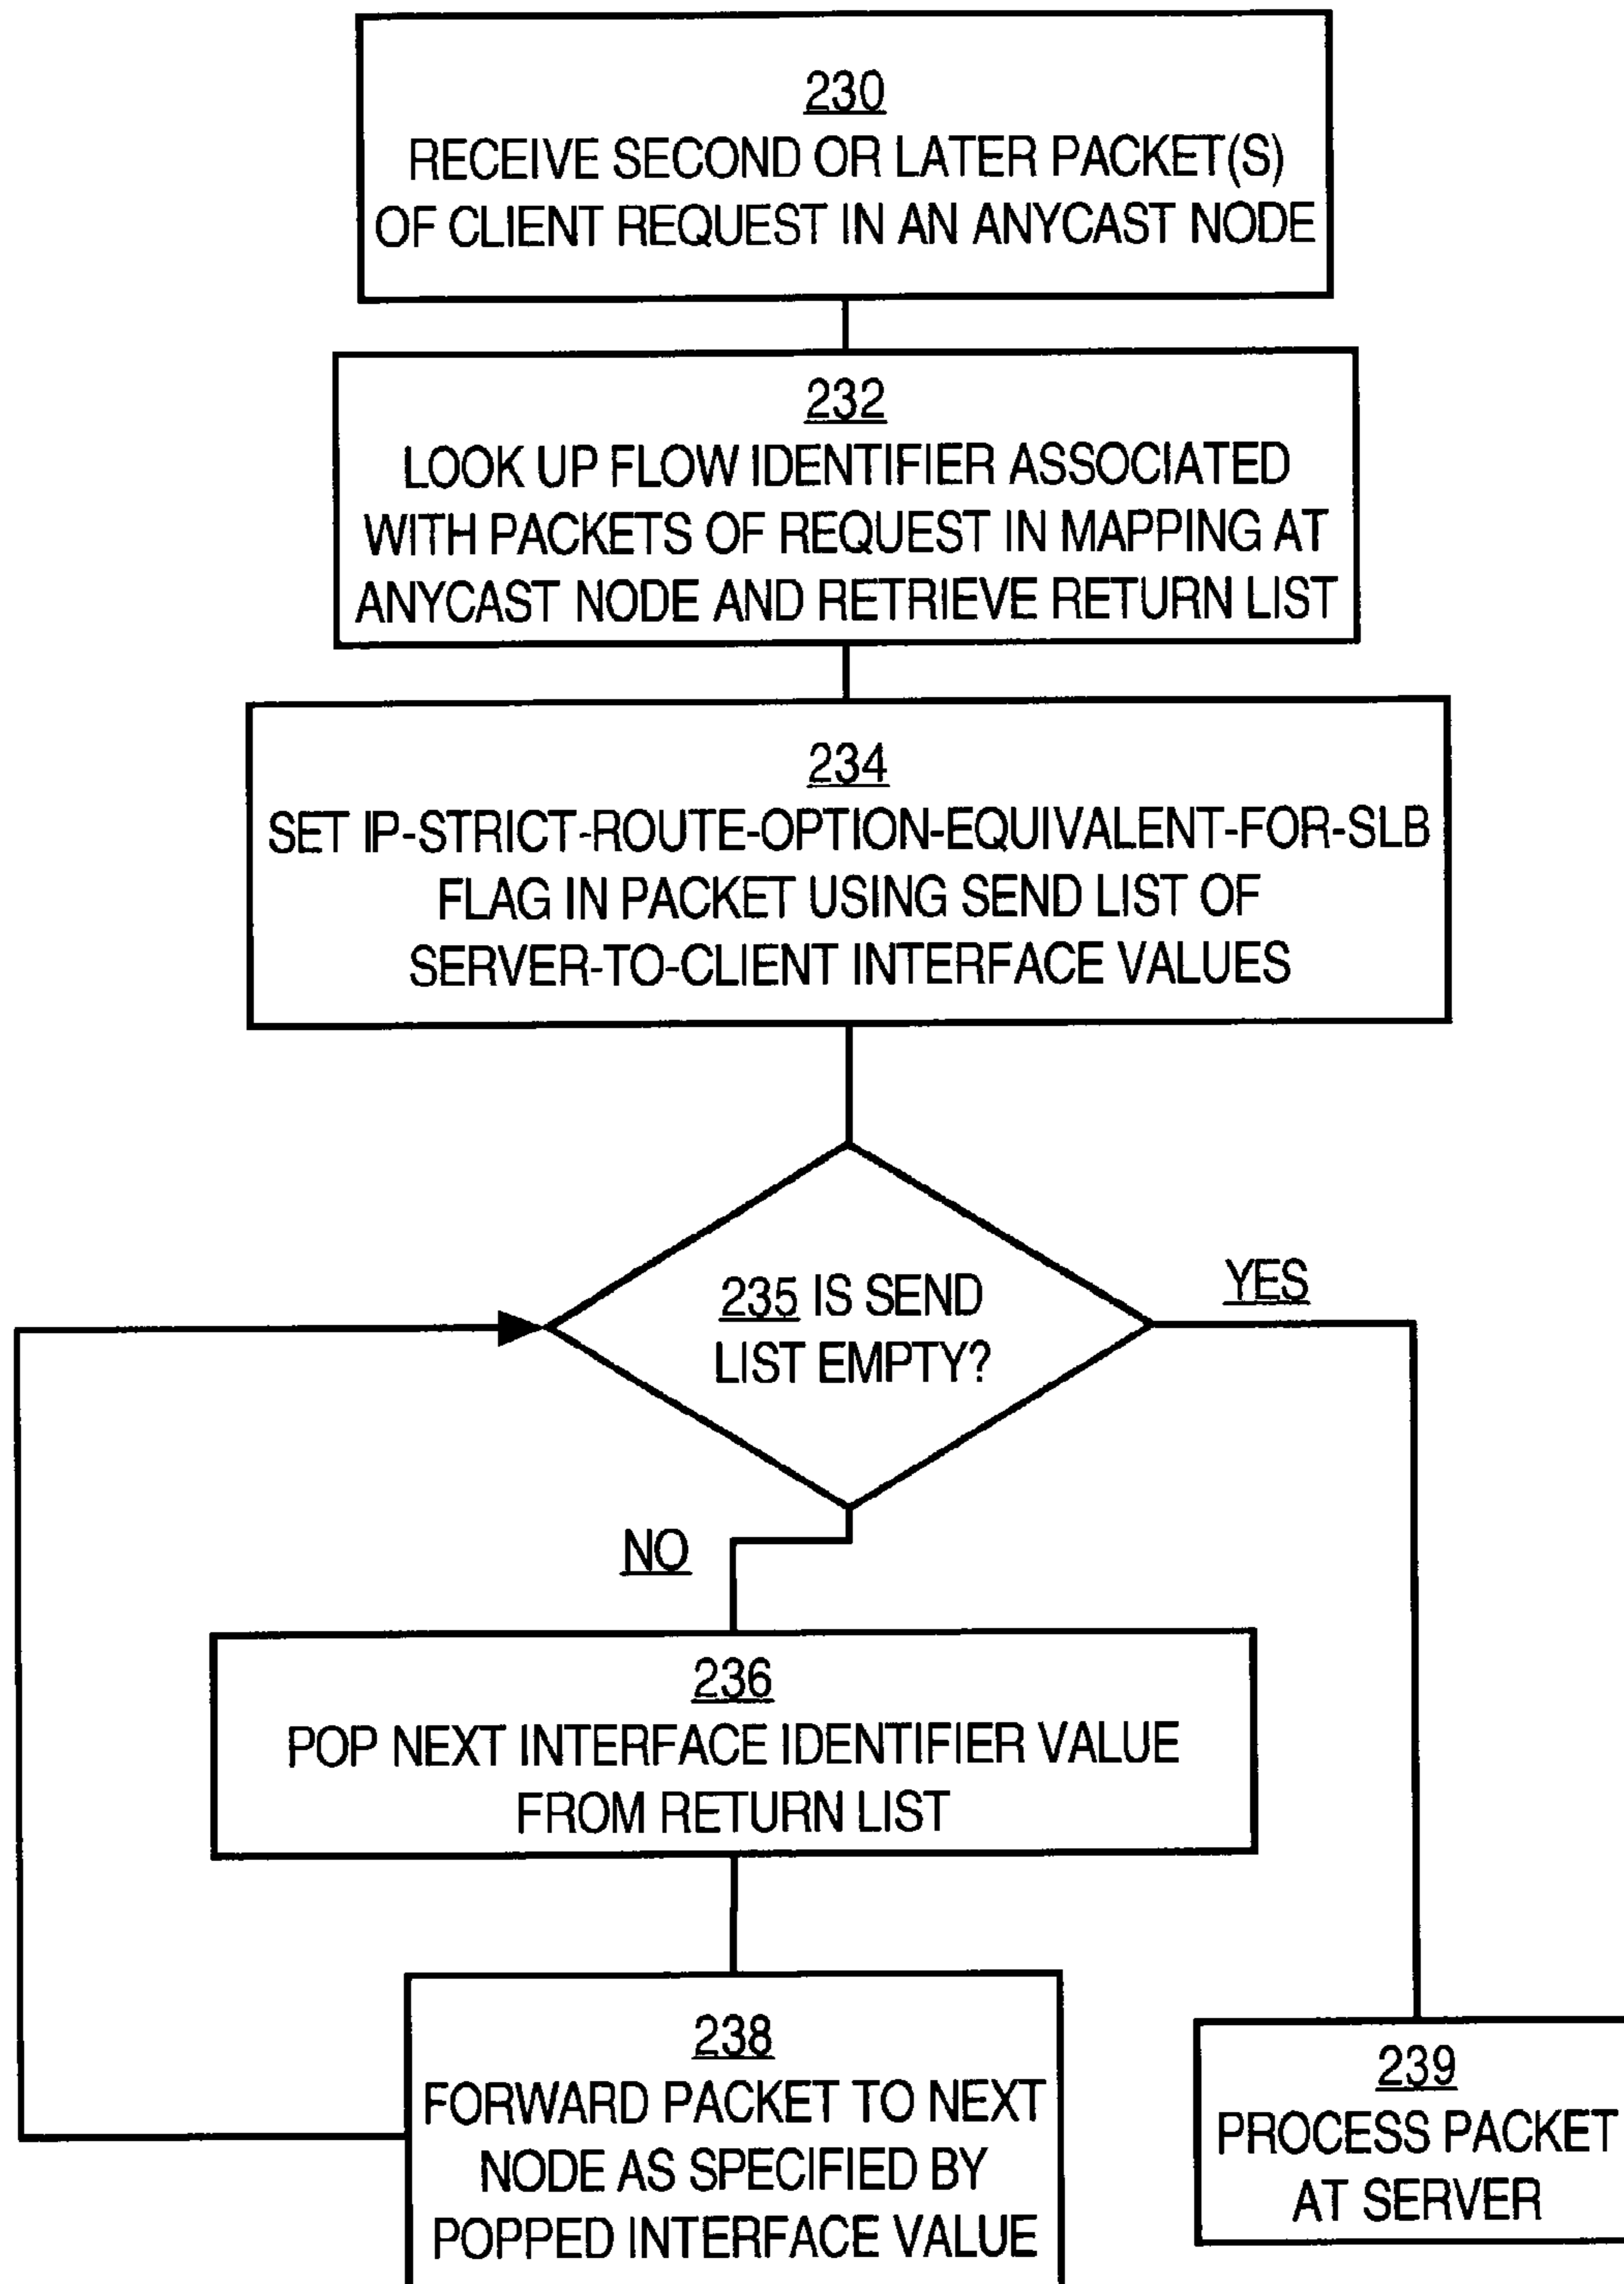 230
RECEIVE SECOND OR LATER PACKET(S)
OF CLIENT REQUEST IN AN ANYCAST NODE
232
LOOK UP FLOW IDENTIFIER ASSOCIATED
WITH PACKETS OF REQUEST IN MAPPING AT
ANYCAST NODE AND RETRIEVE RETURN LIST
234
SET IP-STRICT-ROUTE-OPTION-EQUIVALENT-FOR-SLB
FLAG IN PACKET USING SEND LIST OF
SERVER-TO-CLIENT INTERFACE VALUES
235 IS SEND
LIST EMPTY?
YES
NO
236
POP NEXT INTERFACE IDENTIFIER VALUE
FROM RETURN LIST
238
FORWARD PACKET TO NEXT
NODE AS SPECIFIED BY
POPPED INTERFACE VALUE
239
PROCESS PACKET
AT SERVER